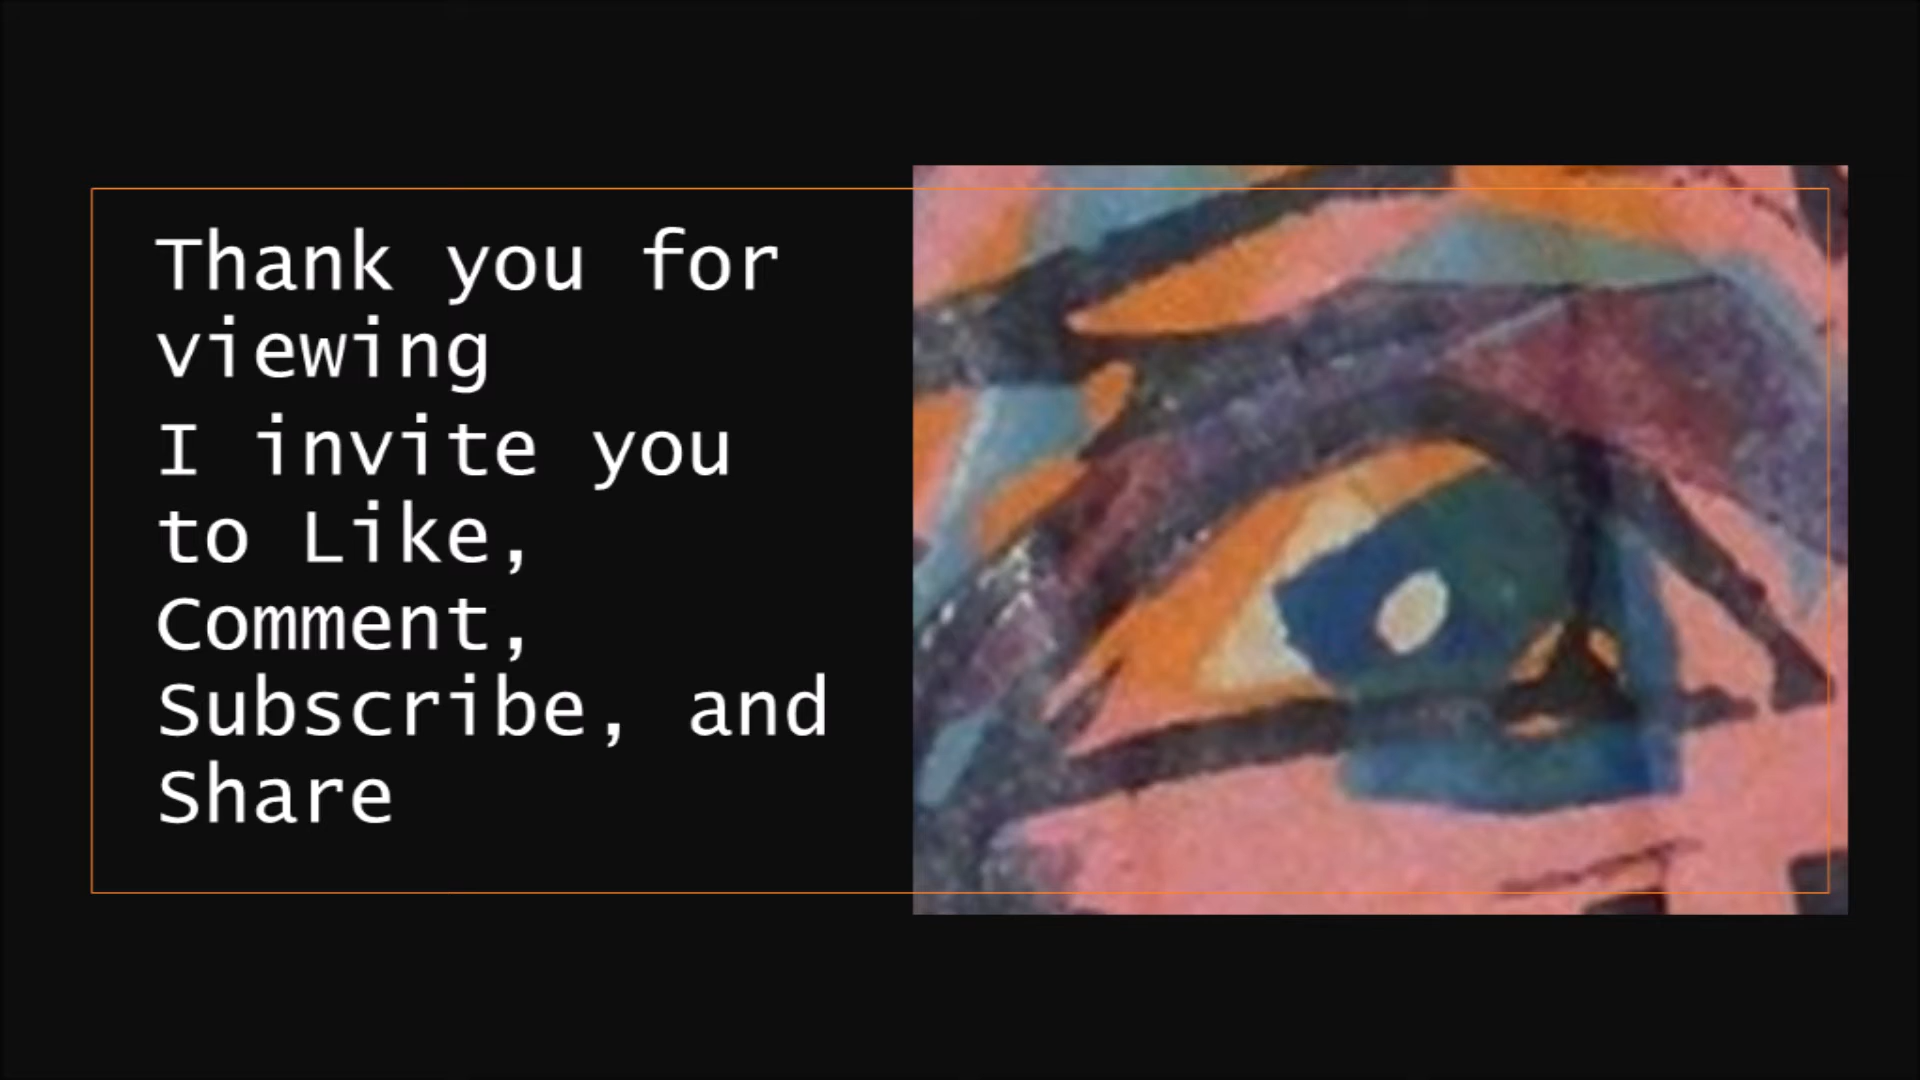 Thank you for
viewing
I invite you
to Like,
Comment,
Subscribe, and
Share